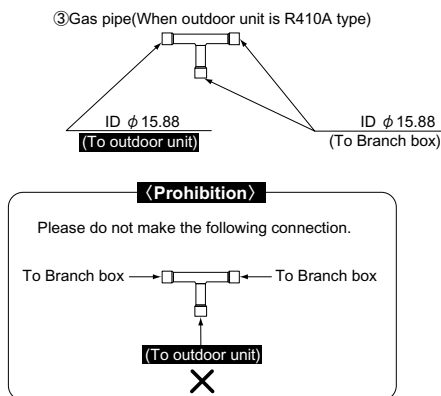 ③Gas pipe(When outdoor unit is R410A type)
ID φ15.88
(To outdoor unit)
ID φ15.88
(To Branch box)
〈Prohibition〉
Please do not make the following connection.
To Branch box
To Branch box
(To outdoor unit)